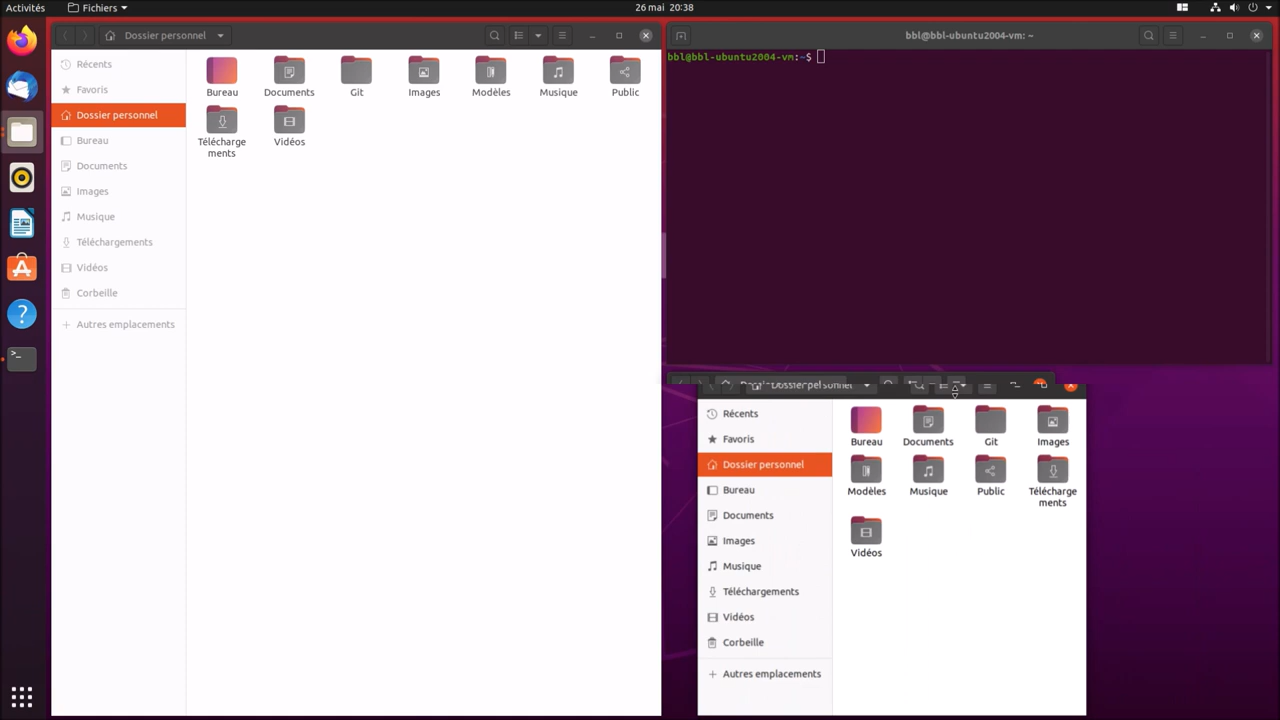 Activités
Fichiers
26 mai 20:38
Dossier personnel
Récents
Favoris
Dossier personnel
Bureau
Documents
Images
Musique
Téléchargements
Vidéos
Corbeille
Autres emplacements
Bureau
Documents
Git
Images
Modèles
Musique
Public
Télécharge
ments
Vidéos
bbl@bbl-ubuntu2004-vm: ~
bbl@bbl-ubuntu2004-vm:~$
Dossier personnel
Récents
Favoris
Dossier personnel
Bureau
Documents
Images
Musique
Téléchargements
Vidéos
Corbeille
Autres emplacements
Bureau
Documents
Git
Images
Modèles
Musique
Public
Télécharge
ments
Vidéos